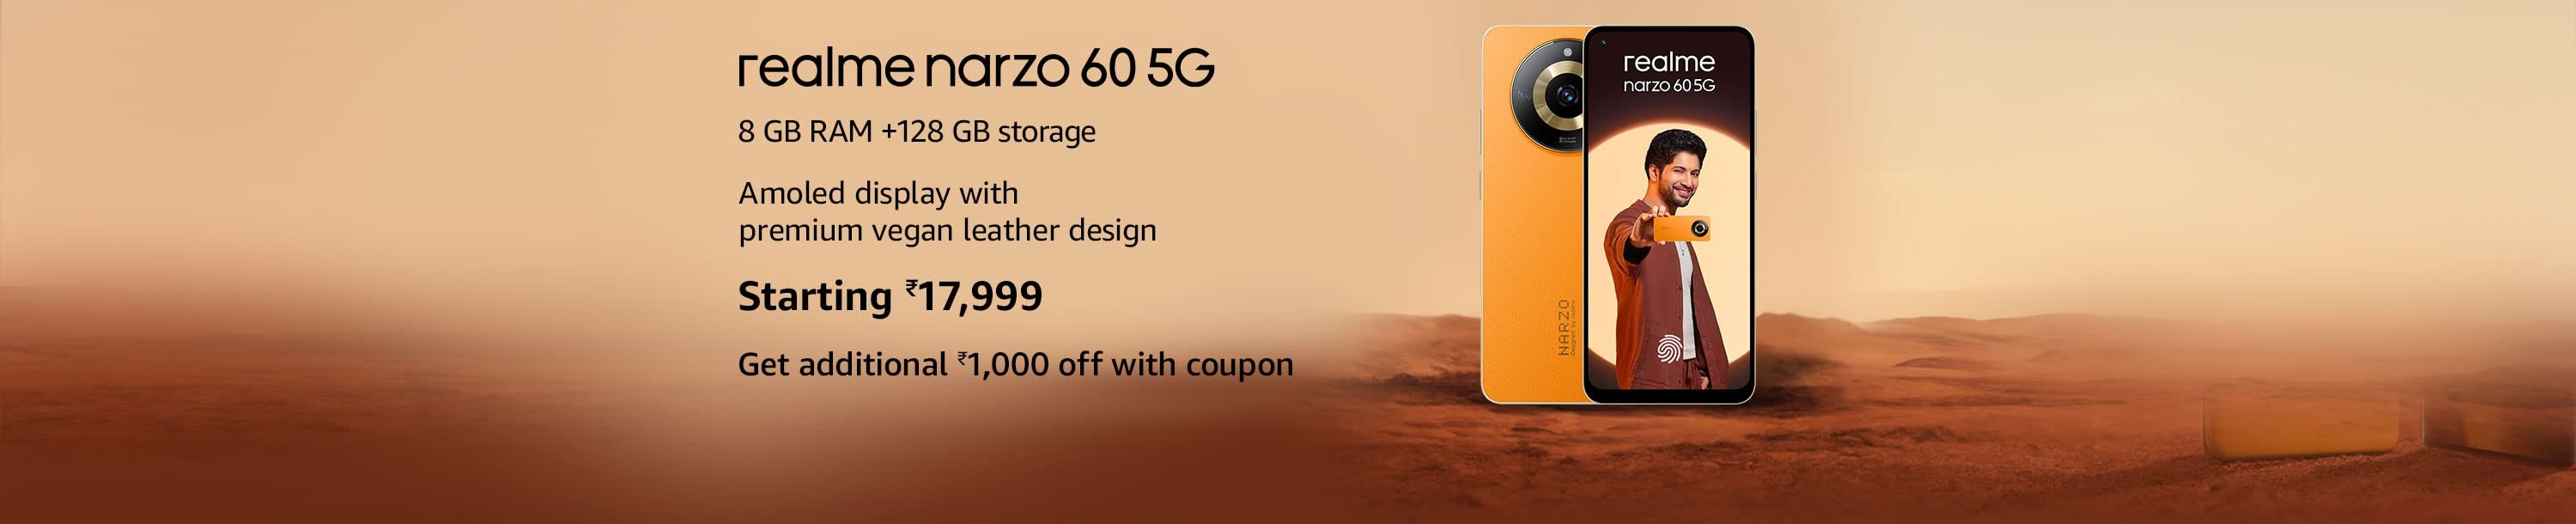 realme narzo 60 5G
8 GB RAM +128 GB storage
Amoled display with
premium vegan leather design
Starting ₹17,999
Get additional ₹1,000 off with coupon
realme
narzo 60 5G
NARZO